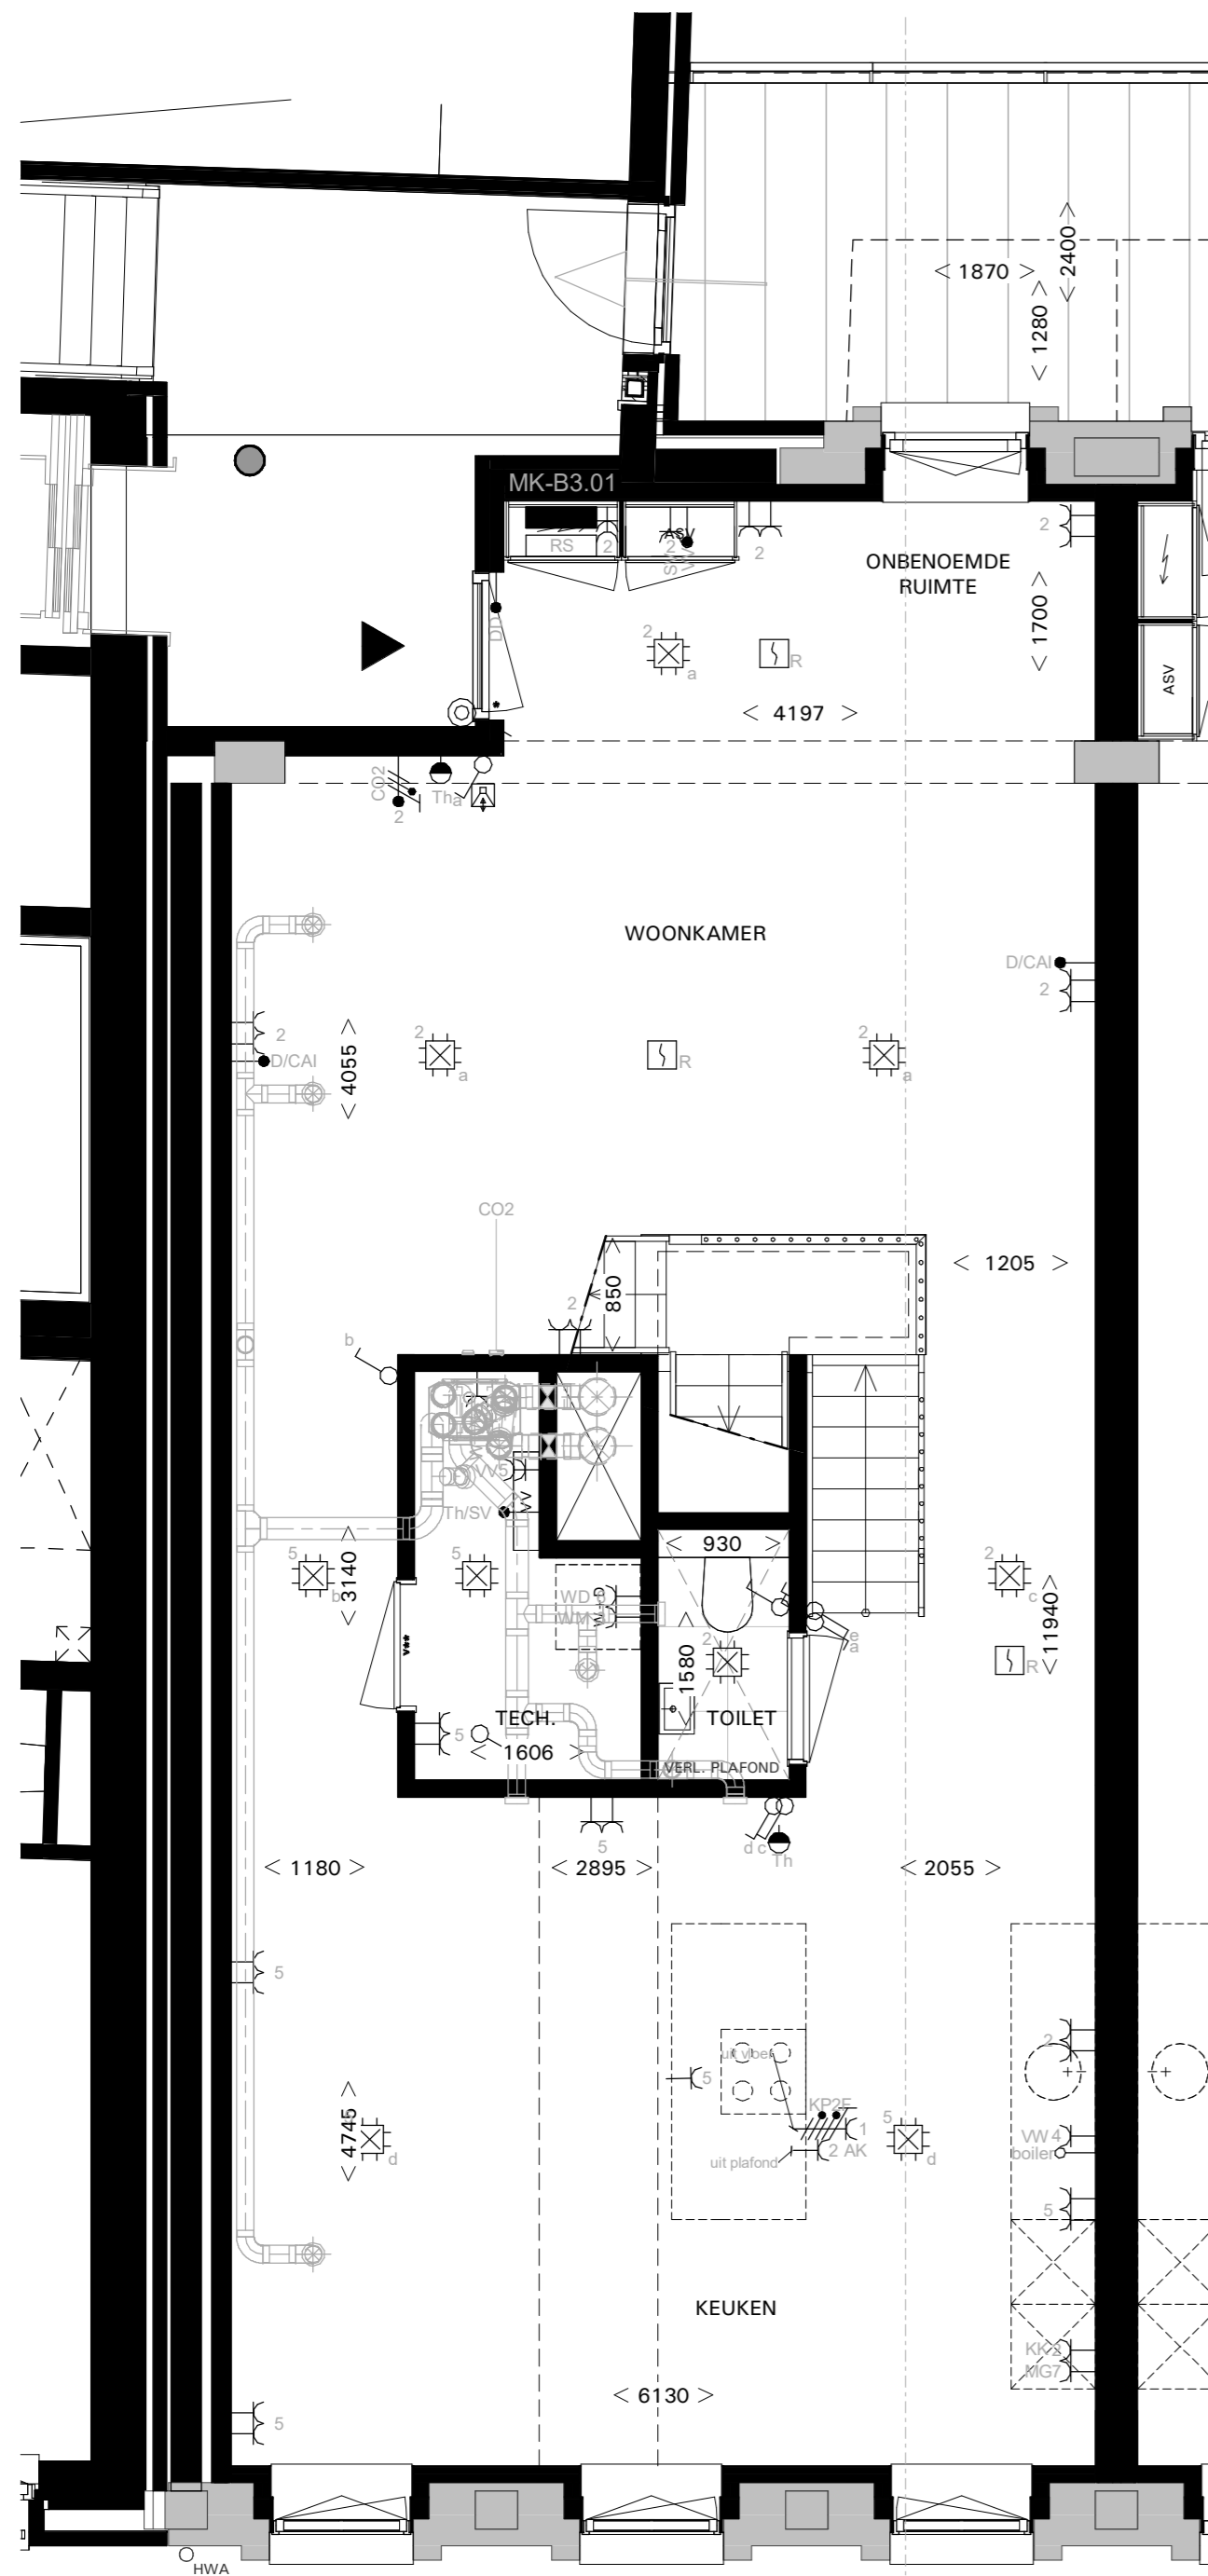 < 1870 >
< 2400 >
< 1280 >
MK-B3.01
RS
2
2
ASV
2
2
ONBENOEMDE
RUIMTE
< 1700 >
ASV
DD
2
a
R
< 4197 >
CO2
2
Th
a
WOONKAMER
D/CAI
2
2
D/CAI
< 4055 >
2
a
R
2
a
CO2
< 1205 >
2
< 850 >
b
VV
Th/SV
< 930 >
5
b
< 3140 >
5
WD
WM
2
c
e
a
< 11940 >
R
2
< 1580 >
v**
TECH.
5
< 1606 >
TOILET
VERL. PLAFOND
5
d c
Th
< 1180 >
< 2895 >
< 2055 >
5
uit vloer
2
5
KP2F
1
2 AK
uit plafond
5
d
< 4745 >
d
VW 4
boiler
5
KEUKEN
KK 2
MG7
< 6130 >
5
HWA